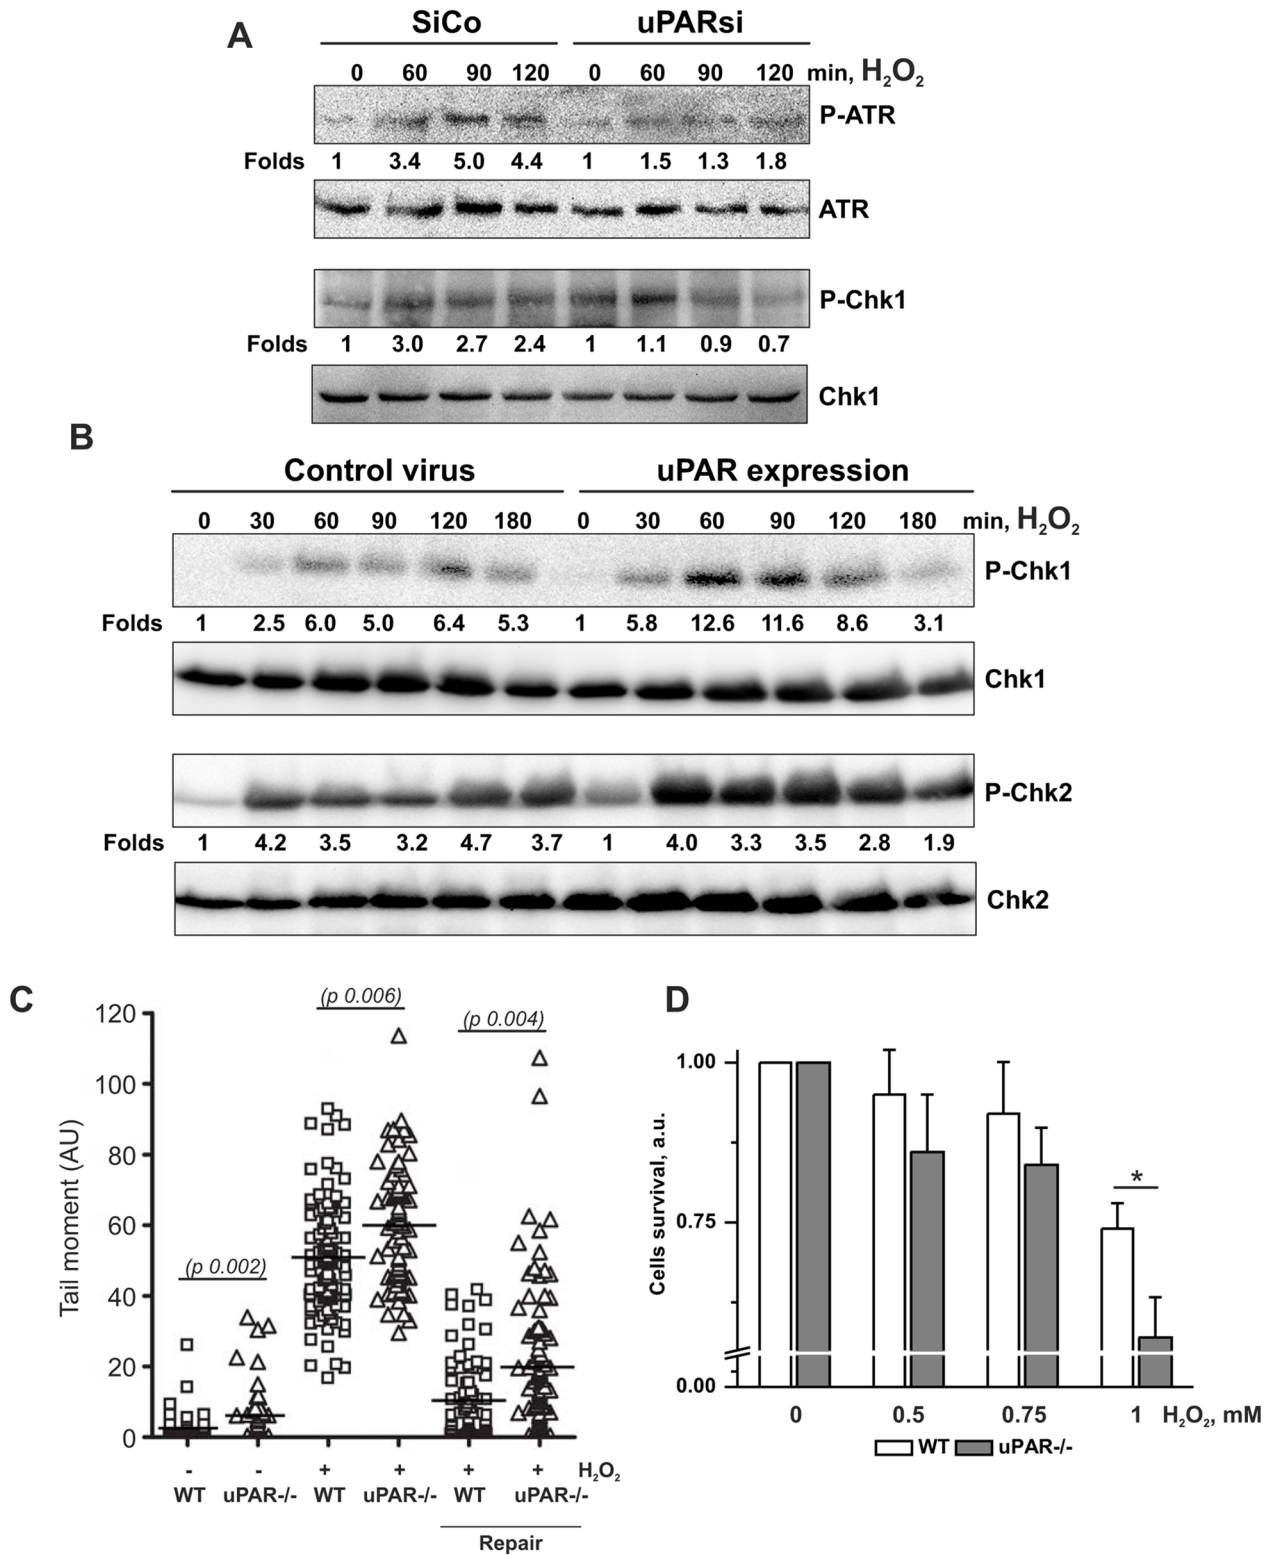 A
SiCo uPARsi
0 60 90 120 0 60 90 120 min, H₂O₂
P-ATR
Folds 1 3.4 5.0 4.4 1 1.5 1.3 1.8
ATR
P-Chk1
Folds 1 3.0 2.7 2.4 1 1.1 0.9 0.7
Chk1
B
Control virus uPAR expression
0 30 60 90 120 180 0 30 60 90 120 180 min, H₂O₂
P-Chk1
Folds 1 2.5 6.0 5.0 6.4 5.3 1 5.8 12.6 11.6 8.6 3.1
Chk1
P-Chk2
Folds 1 4.2 3.5 3.2 4.7 3.7 1 4.0 3.3 3.5 2.8 1.9
Chk2
C
Tail moment (AU)
120
100
80
60
40
20
0
(p 0.002)
(p 0.006)
(p 0.004)
- - + + + + H₂O₂
WT uPAR-/- WT uPAR-/- WT uPAR-/-
Repair
D
Cells survival, a.u.
1.00
0.75
0.00
*
0 0.5 0.75 1 H₂O₂, mM
WT uPAR-/-